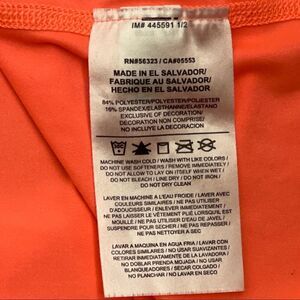 IM# 445591 1/2
RN#56323 / CA#05553
MADE IN EL SALVADOR/
FABRIQUE AU SALVADOR/
HECHO EN EL SALVADOR
84% POLYESTER/POLYESTER/POLIESTER
16% SPANDEX/ELASTHANNE/ELASTANO
EXCLUSIVE OF DECORATION/
DECORATION NON COMPRISE/
NO INCLUYE LA DECORACION
MACHINE WASH COLD / WASH WITH LIKE COLORS /
DO NOT USE SOFTENERS / REMOVE IMMEDIATELY /
DO NOT ALLOW TO LAY ON ITSELF WHEN WET /
DO NOT BLEACH / LINE DRY / DO NOT IRON /
DO NOT DRY CLEAN
LAVER EN MACHINE A L'EAU FROIDE / LAVER AVEC
COULEURS SIMILAIRES / NE PAS UTILISER
D'ADOUCISSEUR / ENLEVER IMMEDIATEMENT /
NE PAS LAISSER LE VÊTEMENT PLIÉ LORSQU'IL EST
MOUILLÉ / NE PAS UTILISER D'EAU DE JAVEL /
SUSPENDRE POUR SÉCHER / NE PAS REPASSER /
NE PAS NETTOYER À SEC
LAVAR A MAQUINA EN AGUA FRIA / LAVAR CON
COLORES SIMILARES / NO USAR SUAVIZANTES /
RETIRAR INMEDIATAMENTE DE LA LAVADORA /
NO DOBLAR PRENDA MOJADA / NO USAR
BLANQUEADORES / SECAR COLGADO /
NO PLANCHAR / NO LAVAR EN SECO